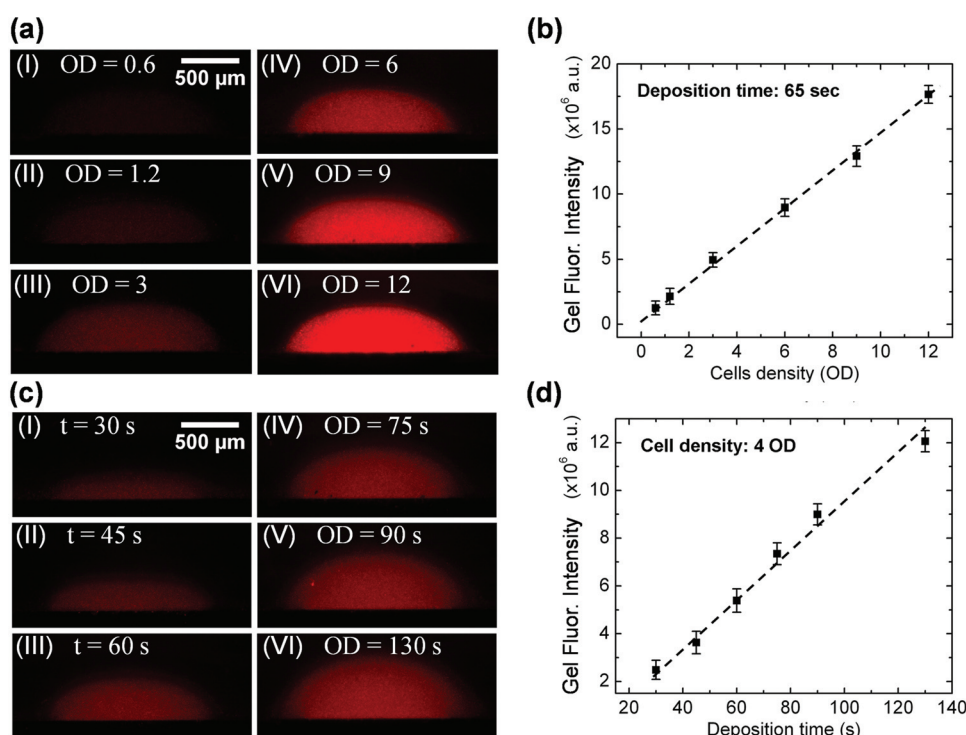 (a)
(I) OD = 0.6
500 μm
(II) OD = 1.2
(III) OD = 3
(IV) OD = 6
(V) OD = 9
(VI) OD = 12
(b)
Deposition time: 65 sec
Gel Fluor. Intensity (x10⁶ a.u.)
20
15
10
5
0
0 2 4 6 8 10 12
Cells density (OD)
(c)
(I) t = 30 s
500 μm
(II) t = 45 s
(III) t = 60 s
(IV) OD = 75 s
(V) OD = 90 s
(VI) OD = 130 s
(d)
Cell density: 4 OD
Gel Fluor. Intensity (x10⁶ a.u.)
12
10
8
6
4
2
20 40 60 80 100 120 140
Deposition time (s)